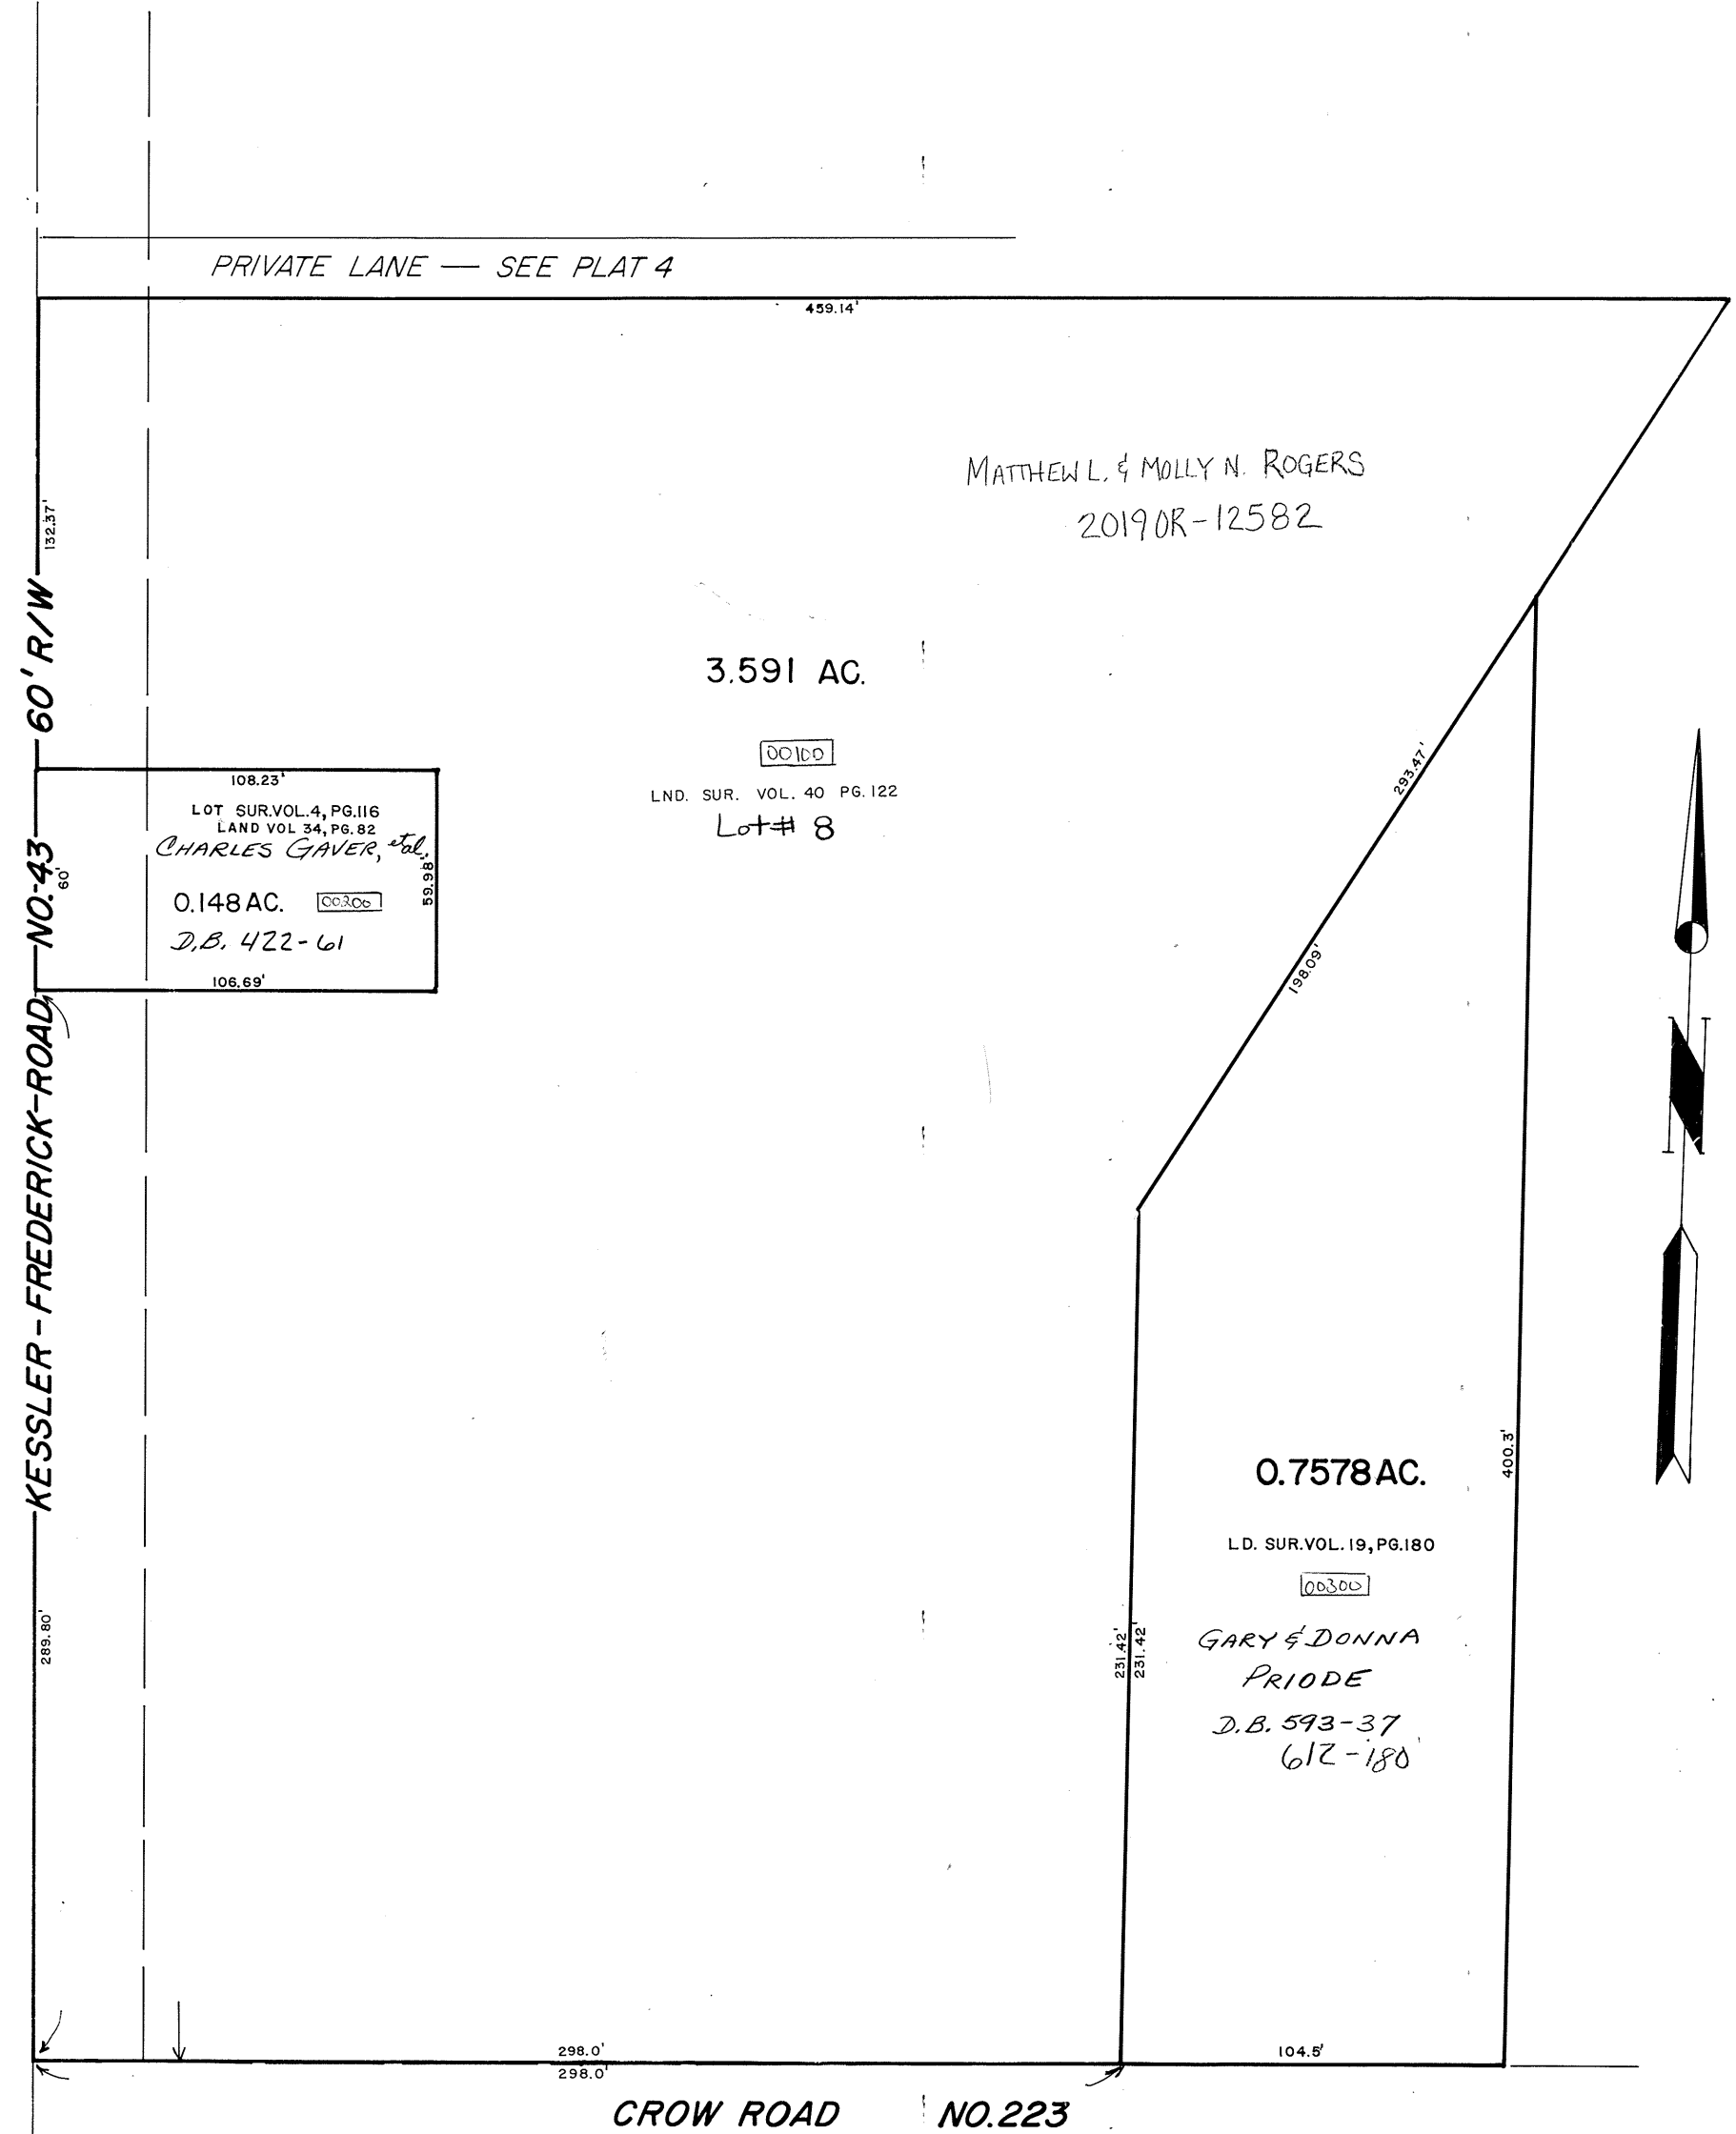 PRIVATE LANE — SEE PLAT 4
459.14'
MATTHEW L. & MOLLY N. ROGERS
2019OR-12582
132.37'
60' R/W
3.591 AC.
00100
LND. SUR. VOL. 40 PG. 122
Lot# 8
293.47'
198.09'
108.23'
LOT SUR.VOL.4, PG.116
LAND VOL 34, PG. 82
CHARLES GAVER, etal.
0.148 AC.
00200
D.B. 422-61
106.69'
59.98'
60'
KESSLER-FREDERICK-ROAD—NO.43
N
289.80'
400.3'
0.7578 AC.
LD. SUR.VOL. 19, PG.180
00300
GARY & DONNA
PRIODE
D.B. 593-37
612-180
231.42'
231.42'
298.0'
298.0'
104.5'
CROW ROAD NO.223